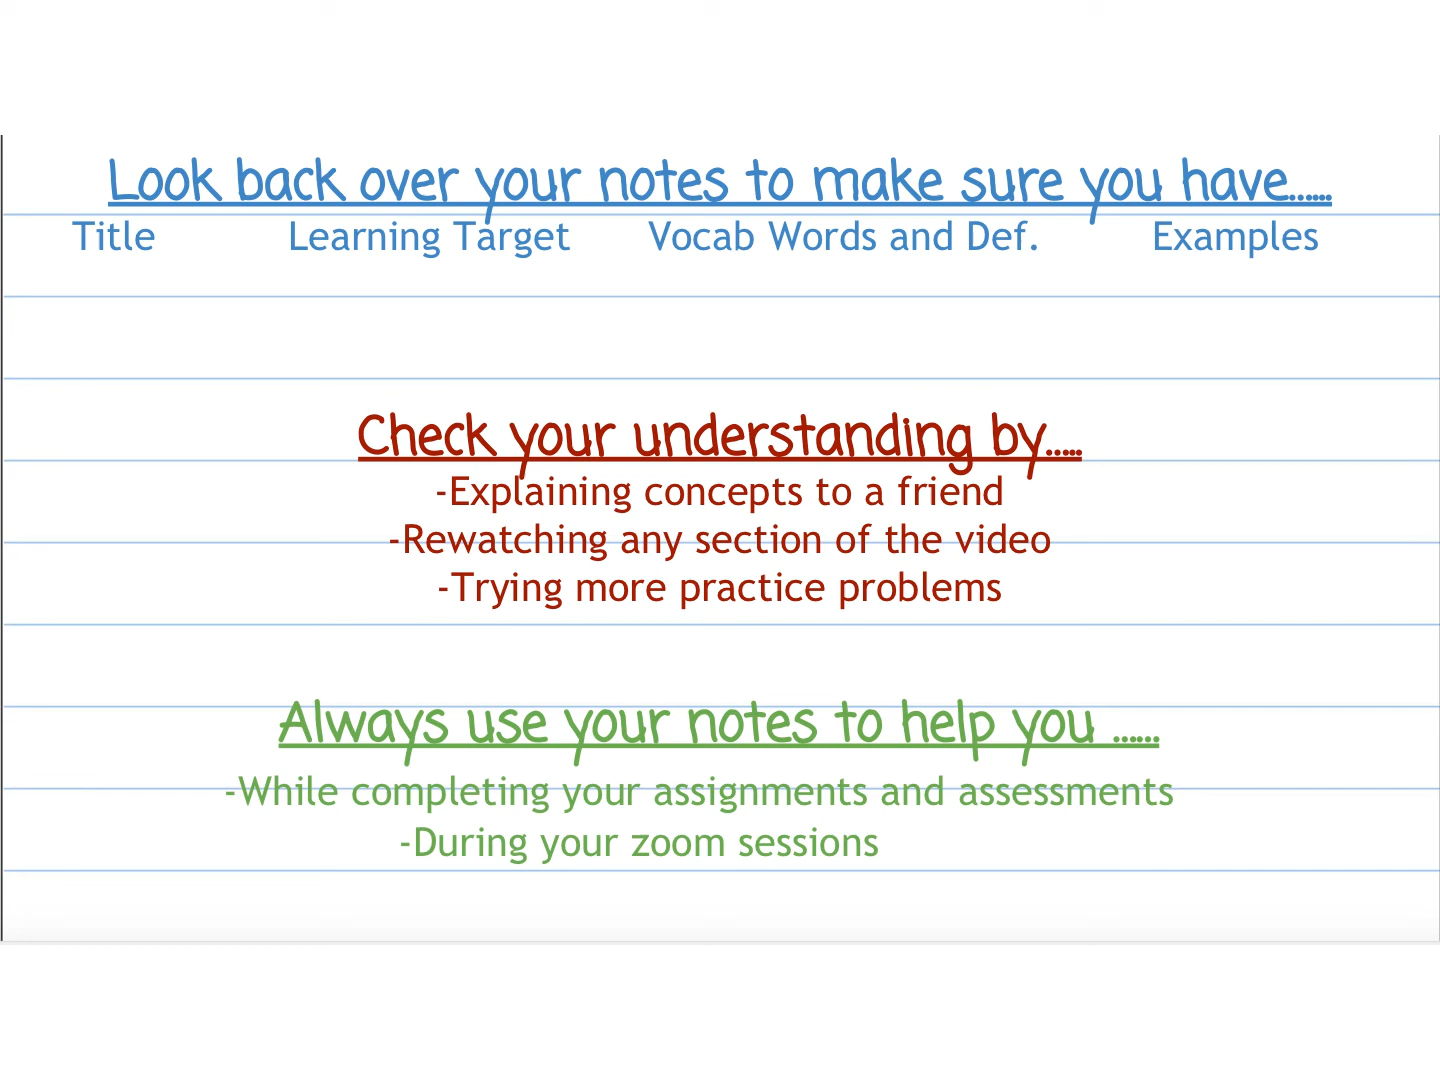 Look back over your notes to make sure you have......
Title Learning Target Vocab Words and Def. Examples
Check your understanding by.....
-Explaining concepts to a friend
-Rewatching any section of the video
-Trying more practice problems
Always use your notes to help you ......
-While completing your assignments and assessments
-During your zoom sessions